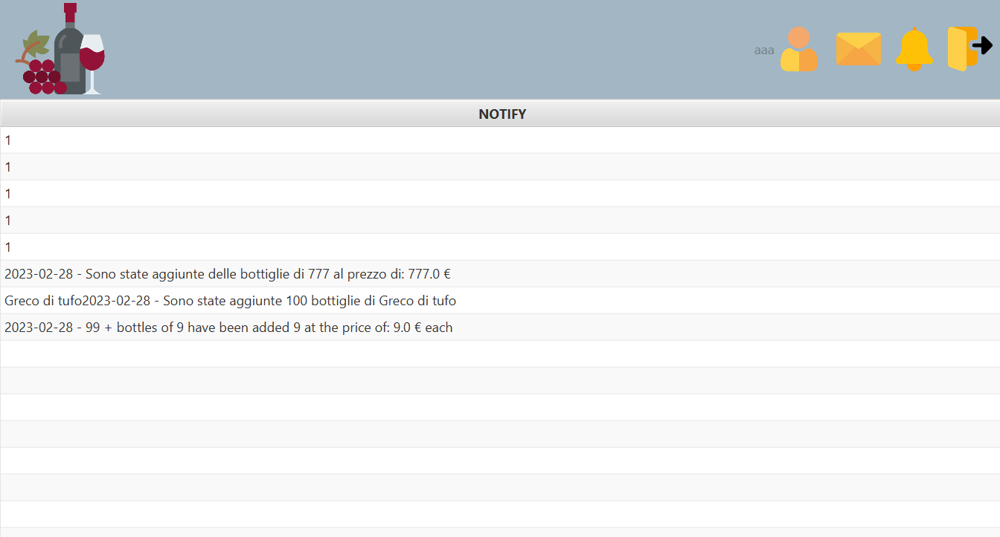 aaa
NOTIFY
1
1
1
1
1
2023-02-28 - Sono state aggiunte delle bottiglie di 777 al prezzo di: 777.0 €
Greco di tufo2023-02-28 - Sono state aggiunte 100 bottiglie di Greco di tufo
2023-02-28 - 99 + bottles of 9 have been added 9 at the price of: 9.0 € each